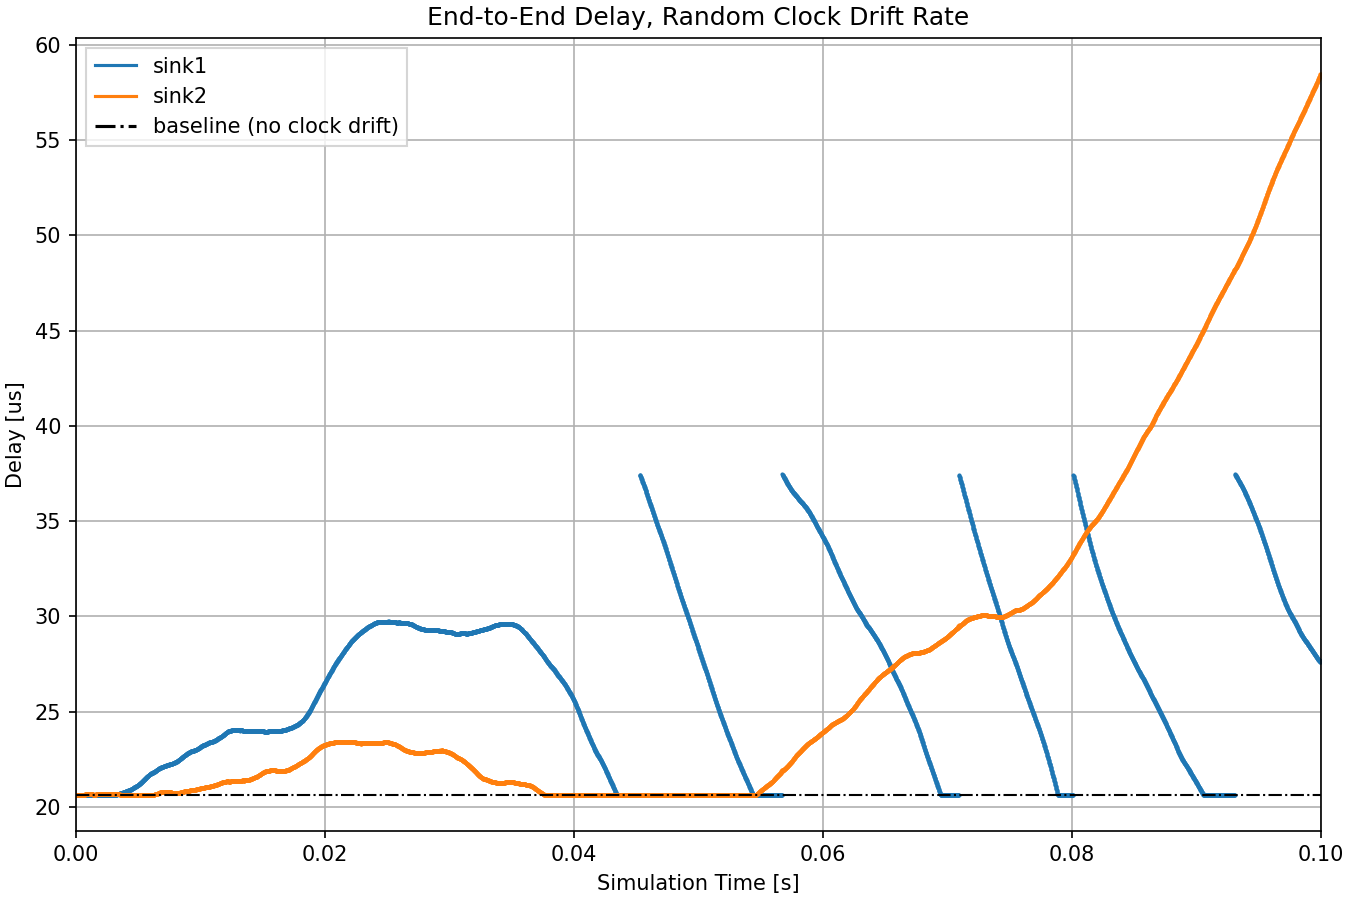 End-to-End Delay, Random Clock Drift Rate
sink1
sink2
baseline (no clock drift)
60
55
50
45
40
35
30
25
20
Delay [us]
0.00 0.02 0.04 0.06 0.08 0.10
Simulation Time [s]